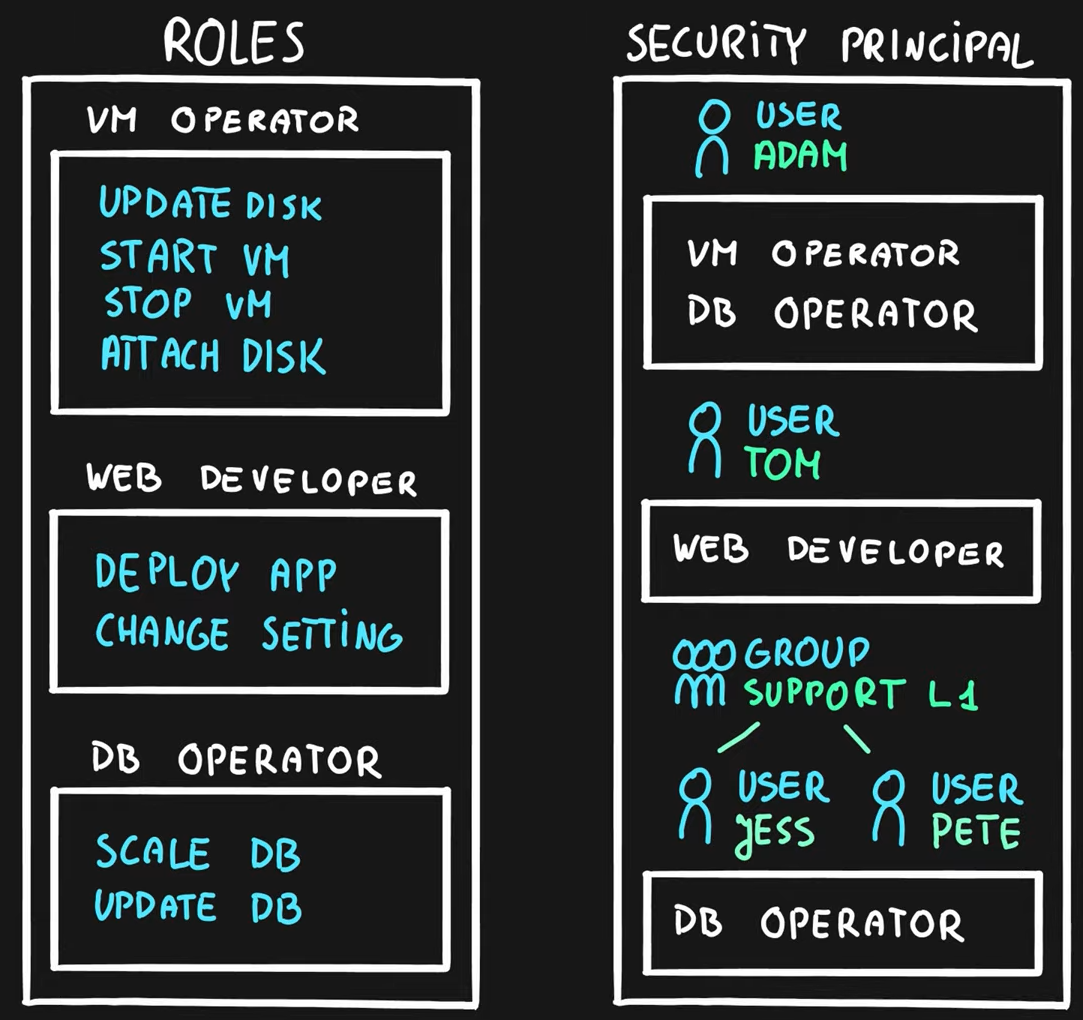 ROLES
VM OPERATOR
UPDATE DISK
START VM
STOP VM
ATTACH DISK
WEB DEVELOPER
DEPLOY APP
CHANGE SETTING
DB OPERATOR
SCALE DB
UPDATE DB
SECURITY PRINCIPAL
USER
ADAM
VM OPERATOR
DB OPERATOR
USER
TOM
WEB DEVELOPER
GROUP
SUPPORT L1
USER
JESS
USER
PETE
DB OPERATOR